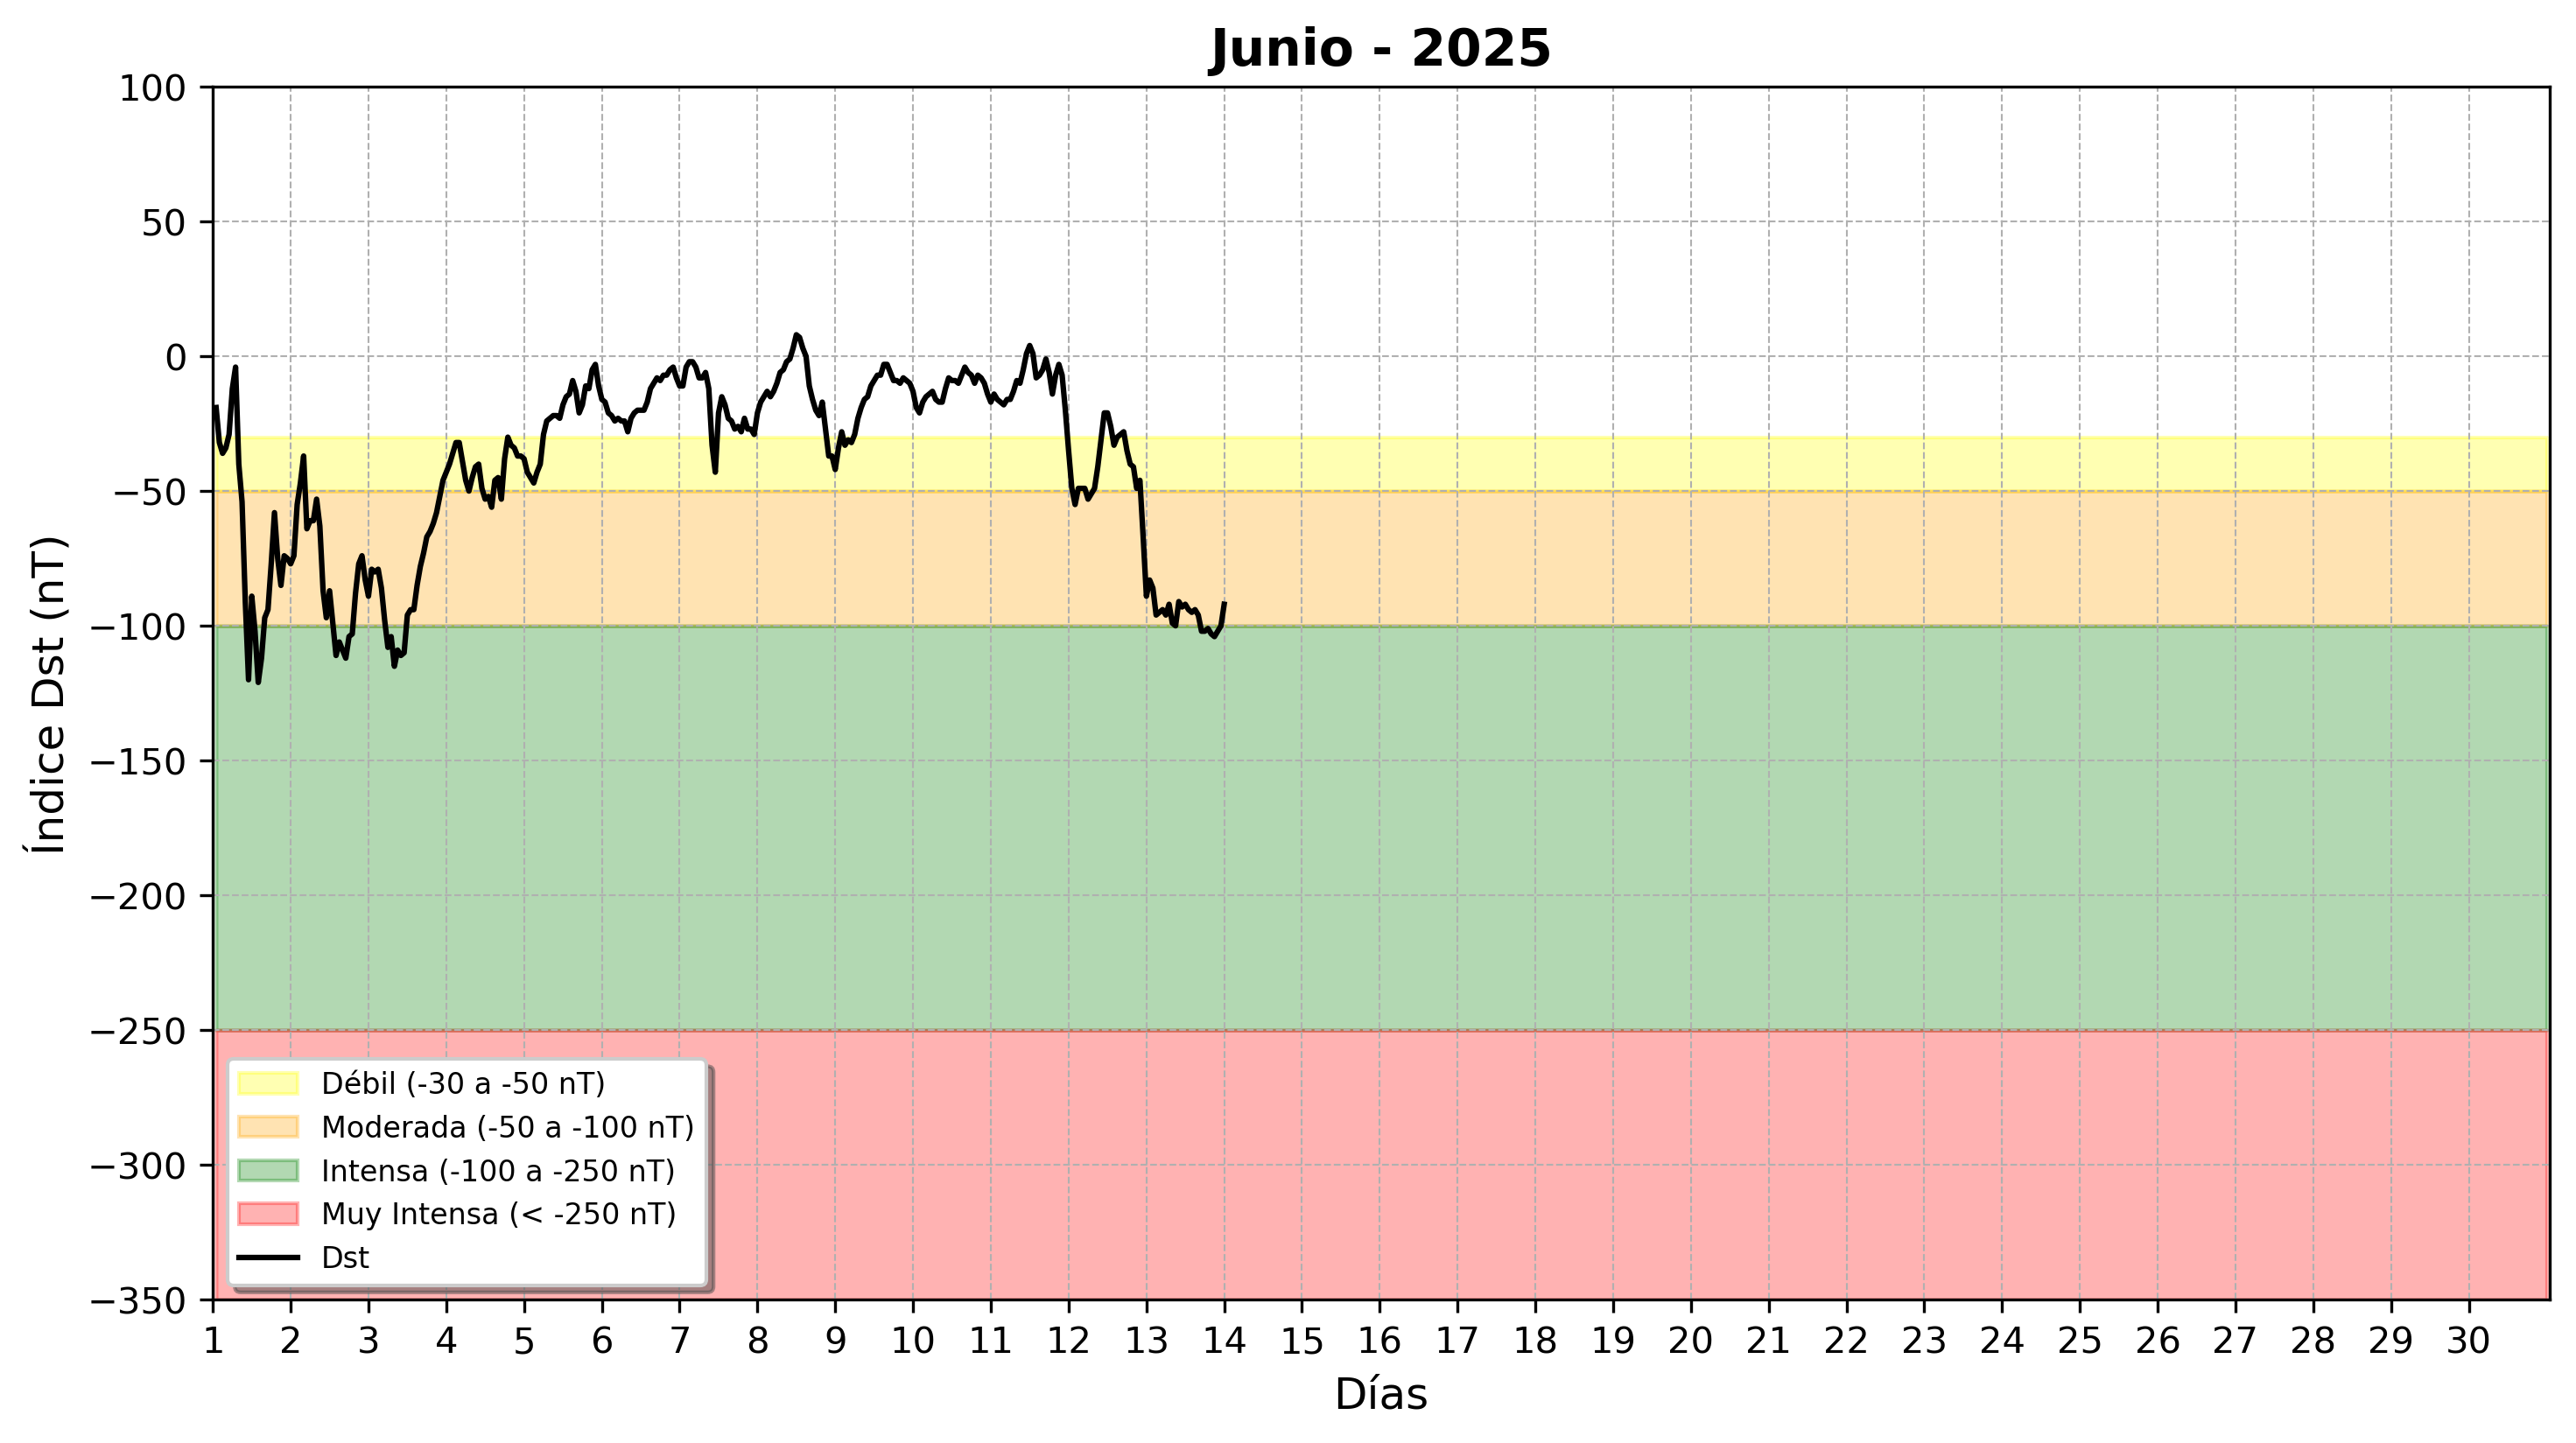 Junio - 2025
100
50
0
−50
−100
−150
−200
−250
−300
−350
Índice Dst (nT)
Débil (-30 a -50 nT)
Moderada (-50 a -100 nT)
Intensa (-100 a -250 nT)
Muy Intensa (< -250 nT)
Dst
1 2 3 4 5 6 7 8 9 10 11 12 13 14 15 16 17 18 19 20 21 22 23 24 25 26 27 28 29 30
Días